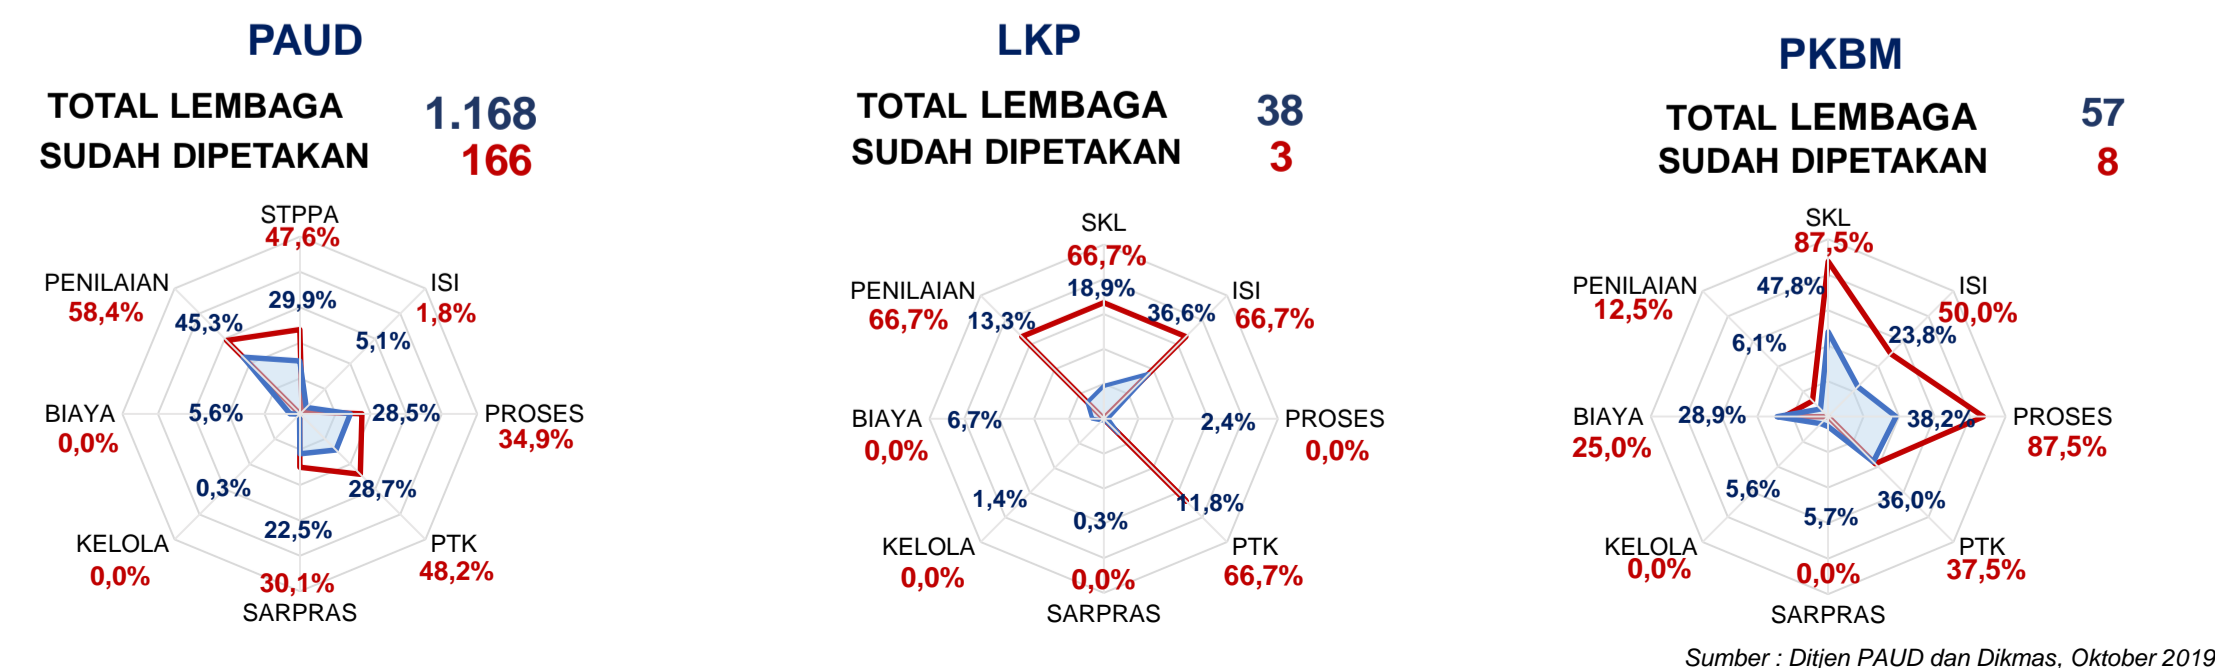 PAUD
TOTAL LEMBAGA 1.168
SUDAH DIPETAKAN 166
STPPA
47,6%
PENILAIAN
58,4%
ISI
1,8%
29,9%
45,3%
5,1%
BIAYA
0,0%
5,6%
28,5%
PROSES
34,9%
0,3%
28,7%
22,5%
KELOLA
0,0%
PTK
48,2%
30,1%
SARPRAS
LKP
TOTAL LEMBAGA 38
SUDAH DIPETAKAN 3
SKL
66,7%
PENILAIAN
66,7%
ISI
66,7%
18,9%
13,3%
36,6%
BIAYA
0,0%
6,7%
2,4%
PROSES
0,0%
1,4%
11,8%
0,3%
KELOLA
0,0%
PTK
66,7%
0,0%
SARPRAS
PKBM
TOTAL LEMBAGA 57
SUDAH DIPETAKAN 8
SKL
87,5%
PENILAIAN
12,5%
ISI
50,0%
47,8%
6,1%
23,8%
BIAYA
25,0%
28,9%
38,2%
PROSES
87,5%
5,6%
36,0%
5,7%
KELOLA
0,0%
PTK
37,5%
0,0%
SARPRAS
Sumber : Ditjen PAUD dan Dikmas, Oktober 2019